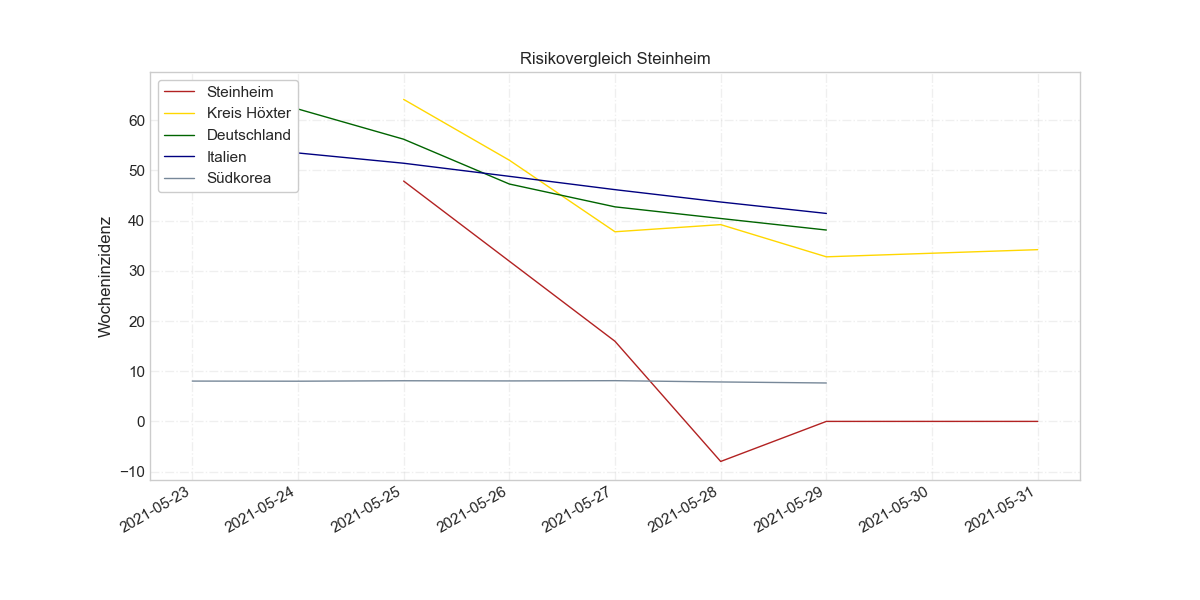 Risikovergleich Steinheim
Steinheim
Kreis Höxter
Deutschland
Italien
Südkorea
Wocheninzidenz
60
50
40
30
20
10
0
−10
2021-05-23
2021-05-24
2021-05-25
2021-05-26
2021-05-27
2021-05-28
2021-05-29
2021-05-30
2021-05-31